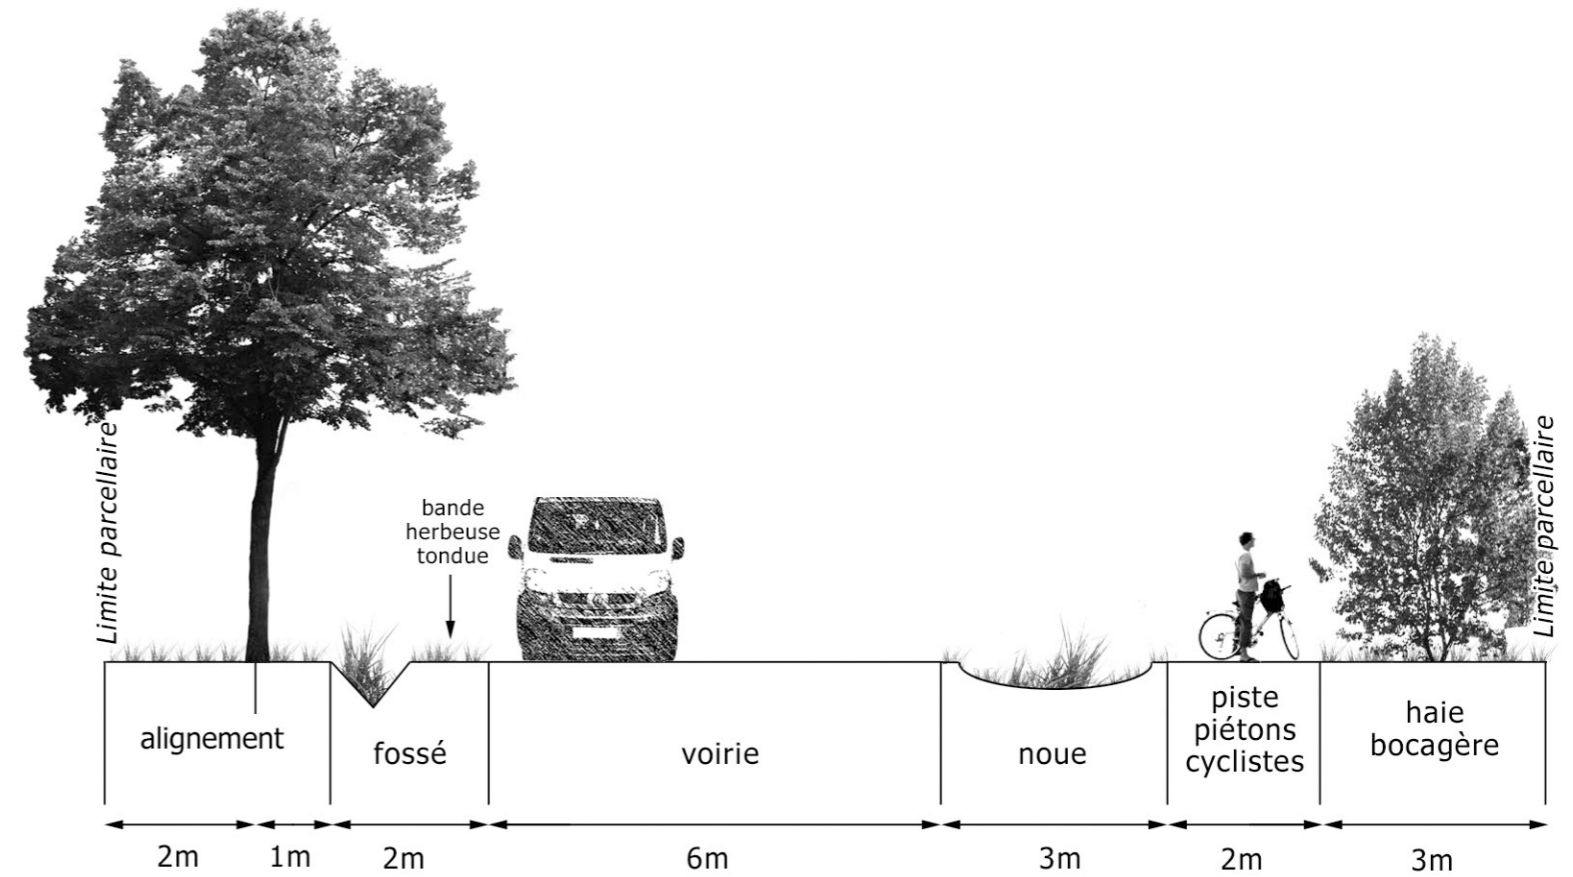 Limite parcellaire
bande
herbeuse
tondue
Limite parcellaire
alignement
fossé
voirie
noue
piste
piétons
cyclistes
haie
bocagère
2m
1m
2m
6m
3m
2m
3m